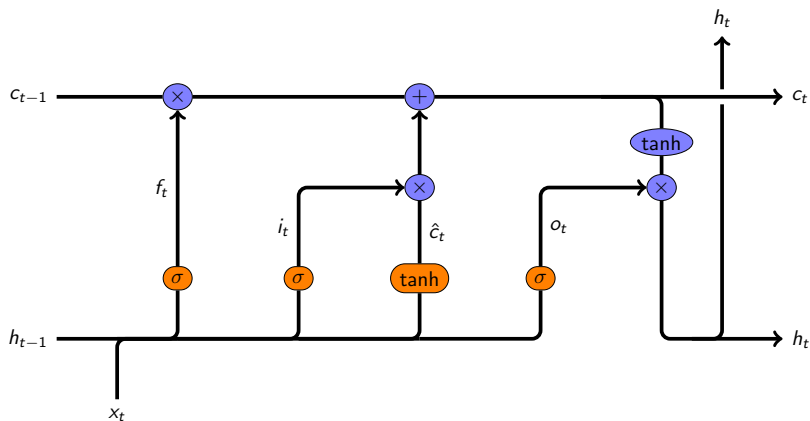 h_t
c_{t−1} × + c_t
tanh
f_t × ×
i_t ĉ_t o_t
σ σ tanh σ
h_{t−1} h_t
x_t